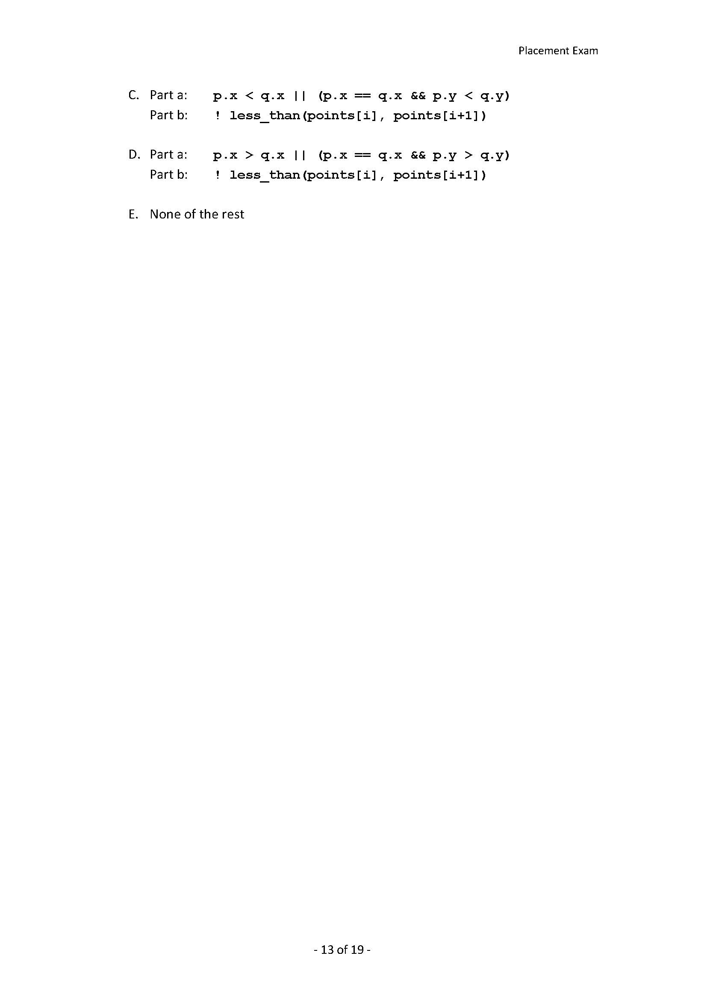 Placement Exam
C. Part a: p.x < q.x || (p.x == q.x && p.y < q.y)
Part b: ! less_than(points[i], points[i+1])
D. Part a: p.x > q.x || (p.x == q.x && p.y > q.y)
Part b: ! less_than(points[i], points[i+1])
E. None of the rest
- 13 of 19 -